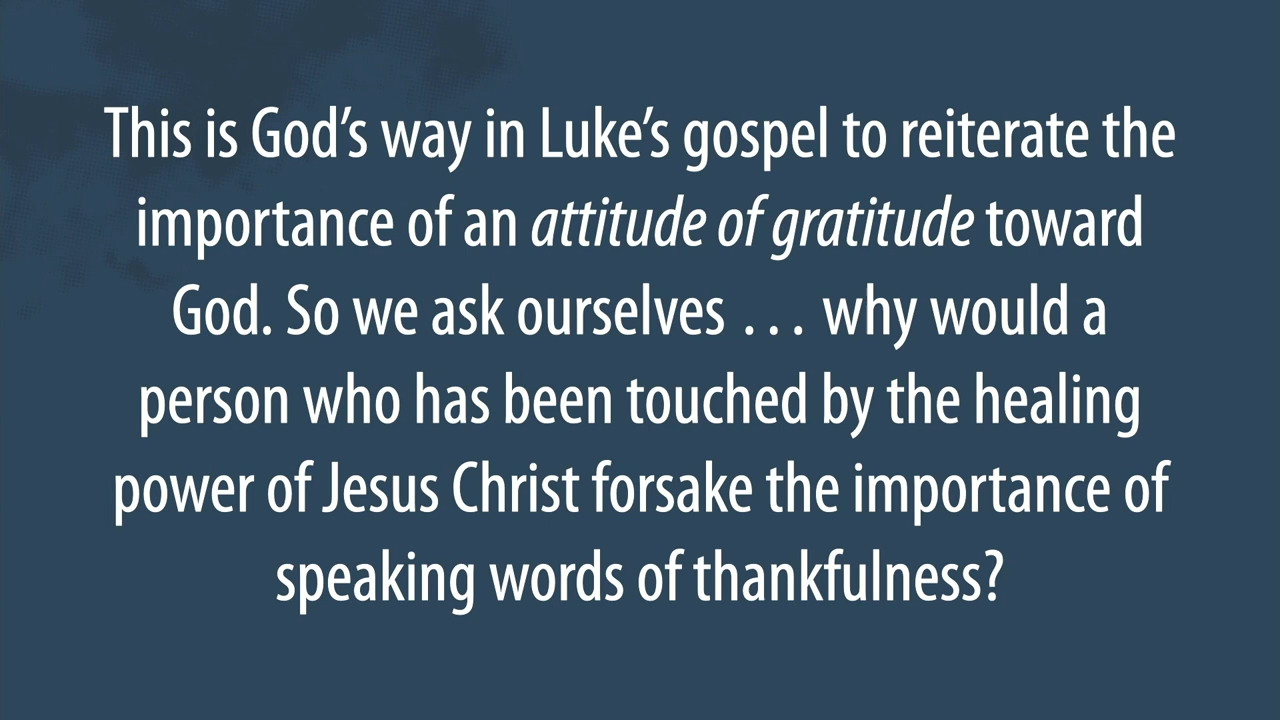 This is God’s way in Luke’s gospel to reiterate the
importance of an attitude of gratitude toward
God. So we ask ourselves . . . why would a
person who has been touched by the healing
power of Jesus Christ forsake the importance of
speaking words of thankfulness?